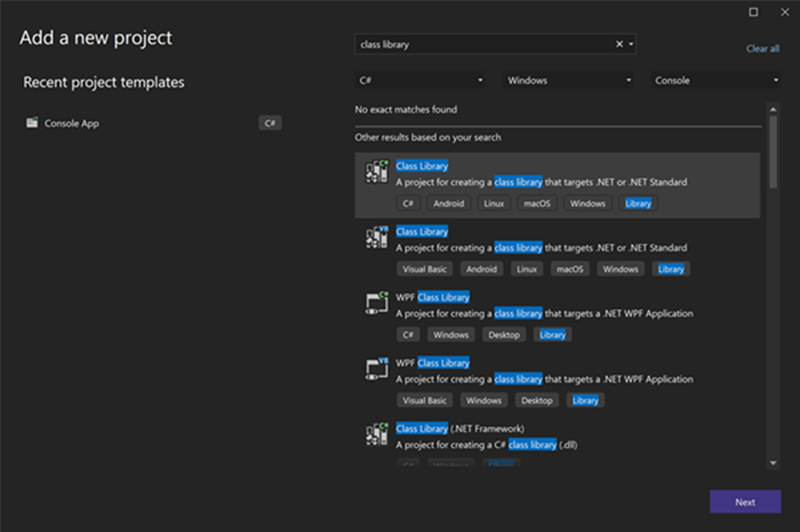 Add a new project
Recent project templates
Console App
C#
class library
Clear all
C#
Windows
Console
No exact matches found
Other results based on your search
Class Library
A project for creating a class library that targets .NET or .NET Standard
C# Android Linux macOS Windows Library
Class Library
A project for creating a class library that targets .NET or .NET Standard
Visual Basic Android Linux macOS Windows Library
WPF Class Library
A project for creating a class library that targets a .NET WPF Application
C# Windows Desktop Library
WPF Class Library
A project for creating a class library that targets a .NET WPF Application
Visual Basic Windows Desktop Library
Class Library (.NET Framework)
A project for creating a C# class library (.dll)
C# Windows Library
Next